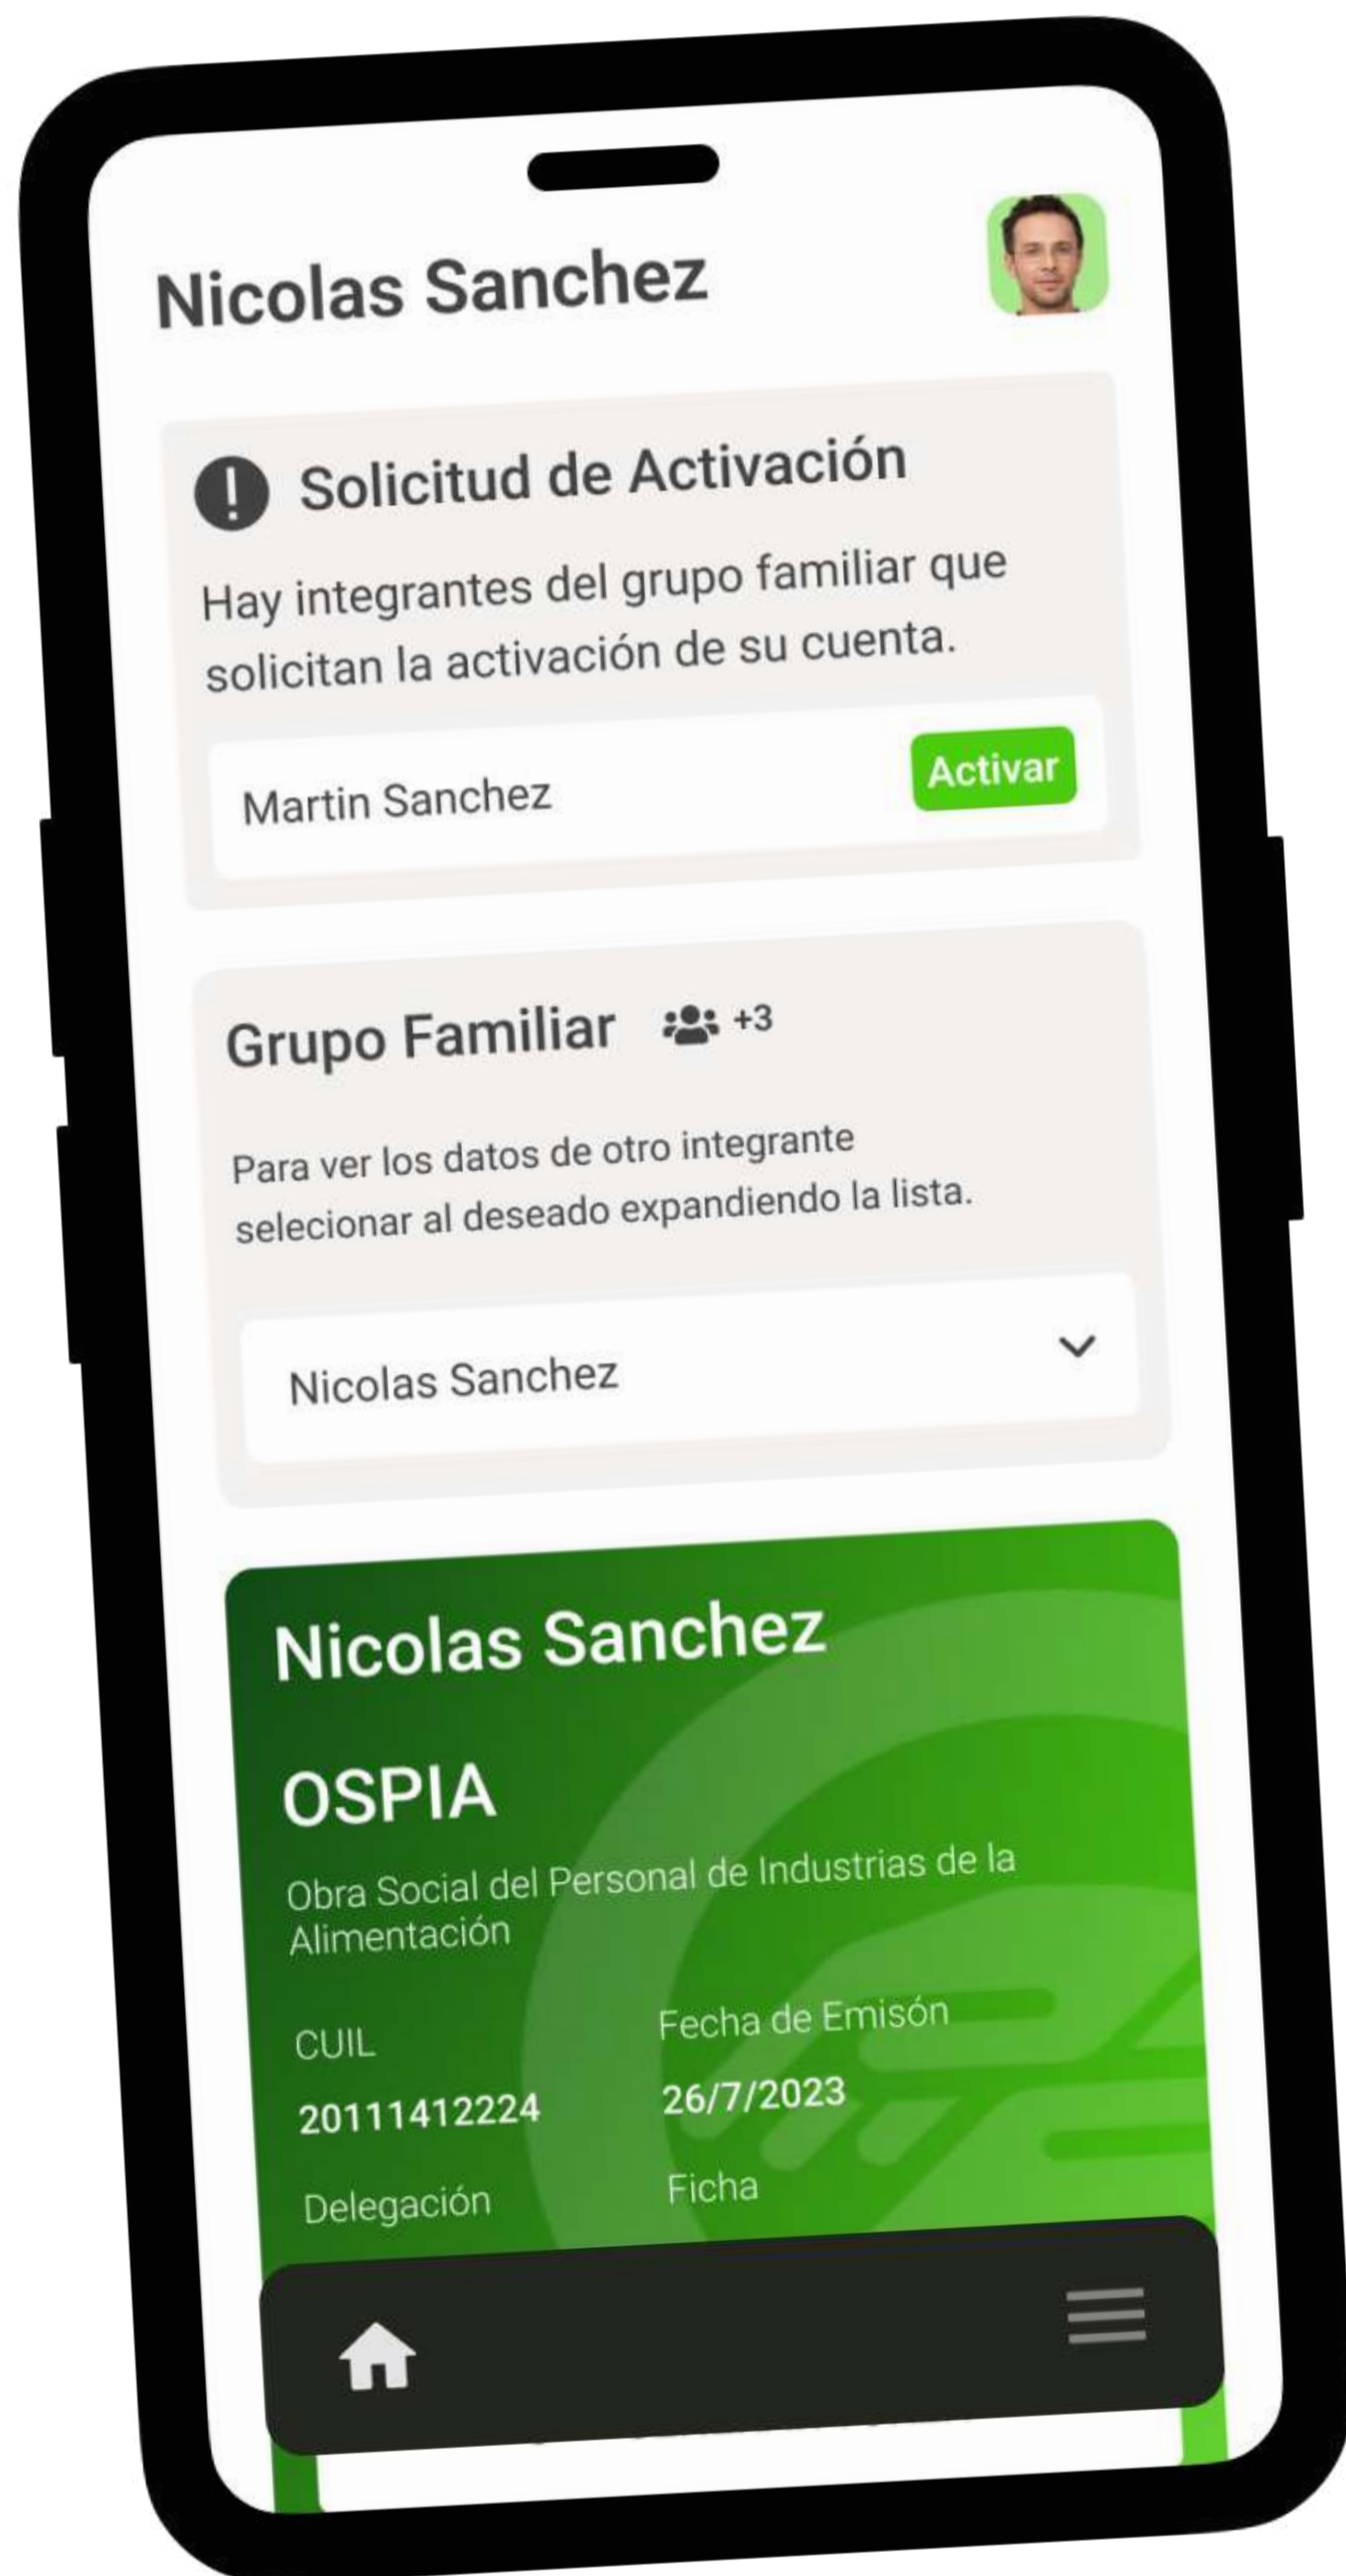 Nicolas Sanchez
Solicitud de Activación
Hay integrantes del grupo familiar que
solicitan la activación de su cuenta.
Martin Sanchez
Activar
Grupo Familiar +3
Para ver los datos de otro integrante
selecionar al deseado expandiendo la lista.
Nicolas Sanchez
Nicolas Sanchez
OSPIA
Obra Social del Personal de Industrias de la
Alimentación
CUIL
Fecha de Emisón
20111412224
26/7/2023
Delegación
Ficha